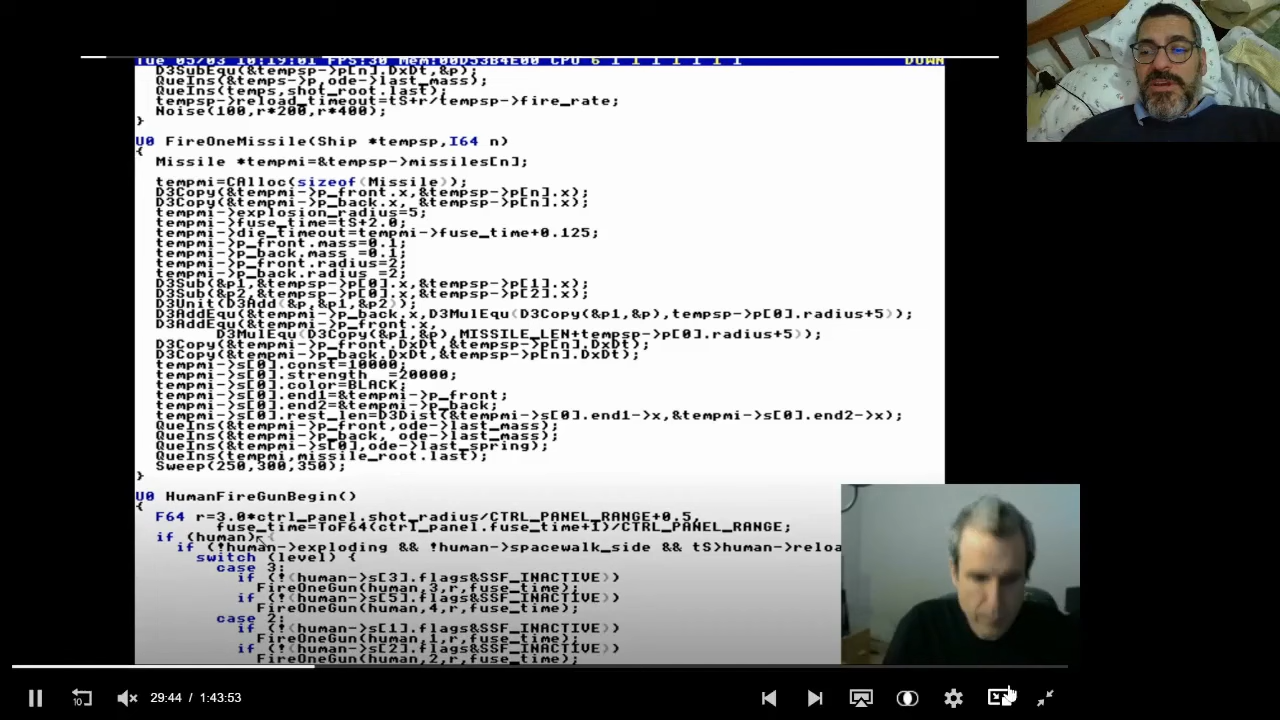 Tue 05/03 10:19:01 FPS:30 Mem:00D53B4E00 CPU 6 1 1 1 1 1 1 1 DOWN
D3SubEqu(&tempsp->p[n].DxDt,&p);
QueIns(temps->p,ode->last_mass);
QueIns(temps,shot_root.last);
tempsp->reload_timeout=tS+r/tempsp->fire_rate;
Noise(100,r*200,r*400);
}
U0 FireOneMissile(Ship *tempsp,I64 n)
{
Missile *tempmi=&tempsp->missiles[n];
tempmi=CAlloc(sizeof(Missile));
D3Copy(&tempmi->p_front.x,&tempsp->p[n].x);
D3Copy(&tempmi->p_back.x, &tempsp->p[n].x);
tempmi->explosion_radius=5;
tempmi->fuse_time=tS+2.0;
tempmi->die_timeout=tempmi->fuse_time+0.125;
tempmi->p_front.mass=0.1;
tempmi->p_back.mass =0.1;
tempmi->p_front.radius=2;
tempmi->p_back.radius =2;
D3Sub(&p1,&tempsp->p[0].x,&tempsp->p[1].x);
D3Sub(&p2,&tempsp->p[0].x,&tempsp->p[2].x);
D3Unit(D3Add(&p,&p1,&p2));
D3AddEqu(&tempmi->p_back.x,D3MulEqu(D3Copy(&p1,&p),tempsp->p[0].radius+5));
D3AddEqu(&tempmi->p_front.x,
D3MulEqu(D3Copy(&p1,&p),MISSILE_LEN+tempsp->p[0].radius+5));
D3Copy(&tempmi->p_front.DxDt,&tempsp->p[n].DxDt);
D3Copy(&tempmi->p_back.DxDt,&tempsp->p[n].DxDt);
tempmi->s[0].const=10000;
tempmi->s[0].strength =20000;
tempmi->s[0].color=BLACK;
tempmi->s[0].end1=&tempmi->p_front;
tempmi->s[0].end2=&tempmi->p_back;
tempmi->s[0].rest_len=D3Dist(&tempmi->s[0].end1->x,&tempmi->s[0].end2->x);
QueIns(&tempmi->p_front,ode->last_mass);
QueIns(&tempmi->p_back, ode->last_mass);
QueIns(&tempmi->s[0],ode->last_spring);
QueIns(tempmi,missile_root.last);
Sweep(250,300,350);
}
U0 HumanFireGunBegin()
{
F64 r=3.0*ctrl_panel.shot_radius/CTRL_PANEL_RANGE+0.5,
fuse_time=ToF64(ctrl_panel.fuse_time+1)/CTRL_PANEL_RANGE;
if (human) {
if (!human->exploding && !human->spacewalk_side && tS>human->reloa
switch (level) {
case 3:
if (!(human->s[3].flags&SSF_INACTIVE))
FireOneGun(human,3,r,fuse_time);
if (!(human->s[5].flags&SSF_INACTIVE))
FireOneGun(human,4,r,fuse_time);
case 2:
if (!(human->s[1].flags&SSF_INACTIVE))
FireOneGun(human,1,r,fuse_time);
if (!(human->s[2].flags&SSF_INACTIVE))
FireOneGun(human,2,r,fuse_time);
10 29:44 / 1:43:53